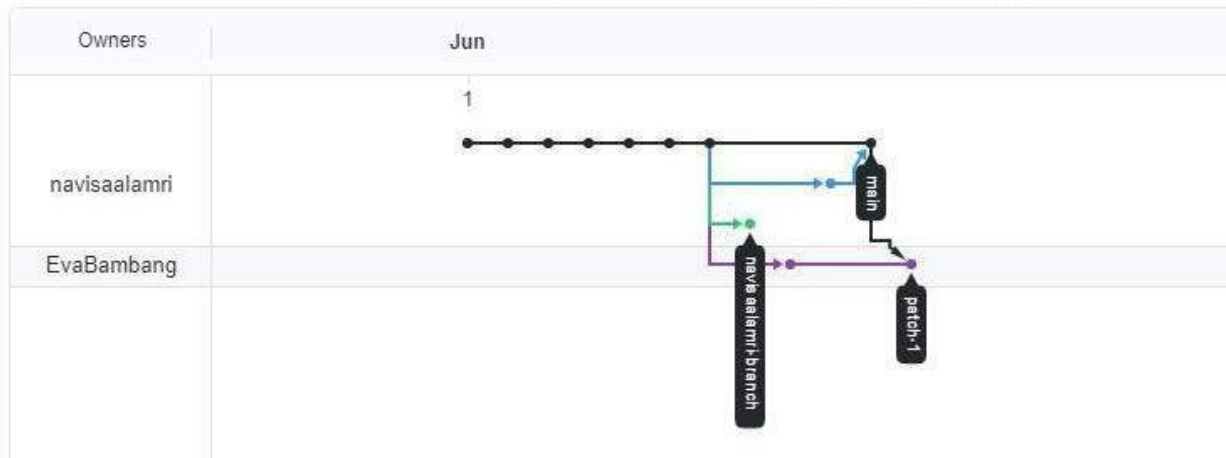 Owners
Jun
1
navisaalamri
main
EvaBambang
navisaalamri-branch
patch-1